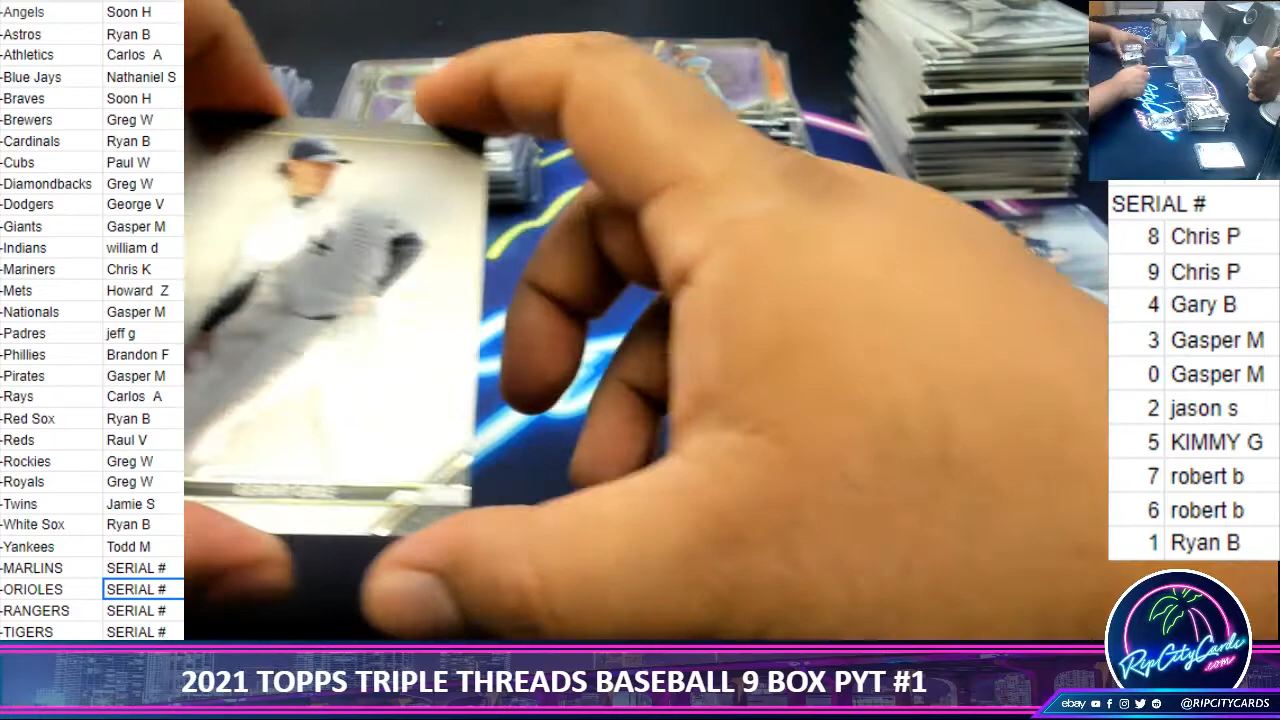 -Angels Soon H
-Astros Ryan B
-Athletics Carlos A
-Blue Jays Nathaniel S
-Braves Soon H
-Brewers Greg W
-Cardinals Ryan B
-Cubs Paul W
-Diamondbacks Greg W
-Dodgers George V
-Giants Gasper M
-Indians william d
-Mariners Chris K
-Mets Howard Z
-Nationals Gasper M
-Padres jeff g
-Phillies Brandon F
-Pirates Gasper M
-Rays Carlos A
-Red Sox Ryan B
-Reds Raul V
-Rockies Greg W
-Royals Greg W
-Twins Jamie S
-White Sox Ryan B
-Yankees Todd M
-MARLINS SERIAL #
-ORIOLES SERIAL #
-RANGERS SERIAL #
-TIGERS SERIAL #
SERIAL #
8 Chris P
9 Chris P
4 Gary B
3 Gasper M
0 Gasper M
2 jason s
5 KIMMY G
7 robert b
6 robert b
1 Ryan B
RipCityCards
.com
2021 TOPPS TRIPLE THREADS BASEBALL 9 BOX PYT #1
ebay @RIPCITYCARDS